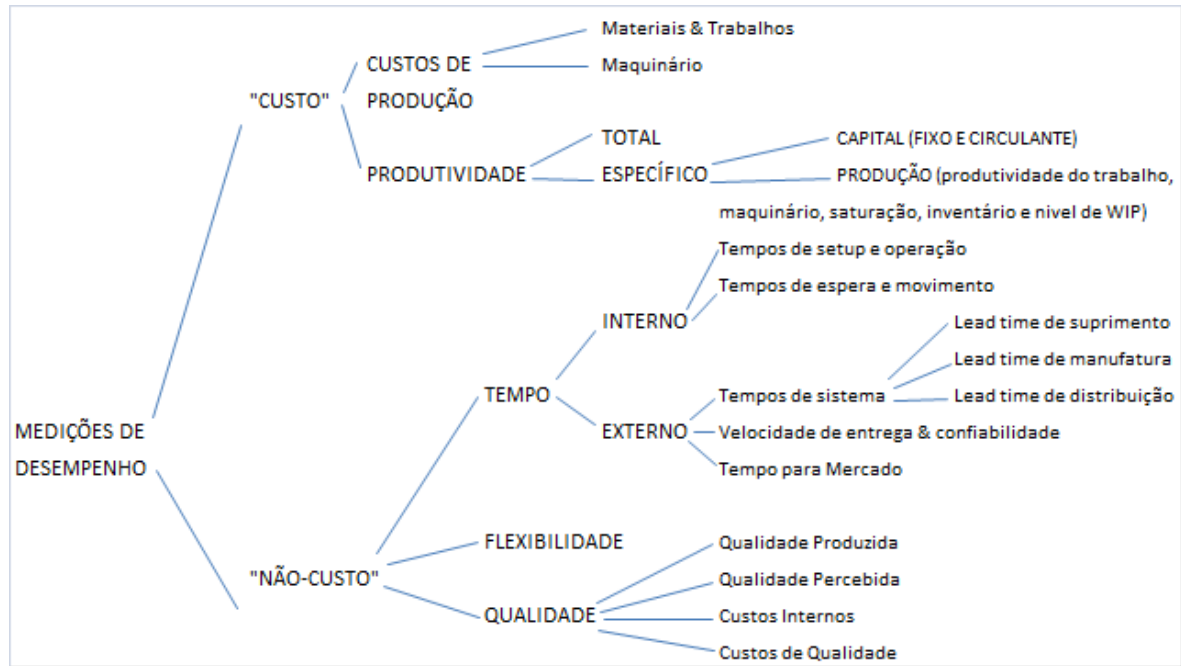 Materiais & Trabalhos
CUSTOS DE
Maquinário
"CUSTO"
PRODUÇÃO
TOTAL
CAPITAL (FIXO E CIRCULANTE)
PRODUTIVIDADE
ESPECÍFICO
PRODUÇÃO (produtividade do trabalho,
maquinário, saturação, inventário e nivel de WIP)
Tempos de setup e operação
Tempos de espera e movimento
INTERNO
Lead time de suprimento
Lead time de manufatura
TEMPO
Tempos de sistema
Lead time de distribuição
MEDIÇÕES DE
EXTERNO
Velocidade de entrega & confiabilidade
DESEMPENHO
Tempo para Mercado
FLEXIBILIDADE
Qualidade Produzida
"NÃO-CUSTO"
Qualidade Percebida
QUALIDADE
Custos Internos
Custos de Qualidade